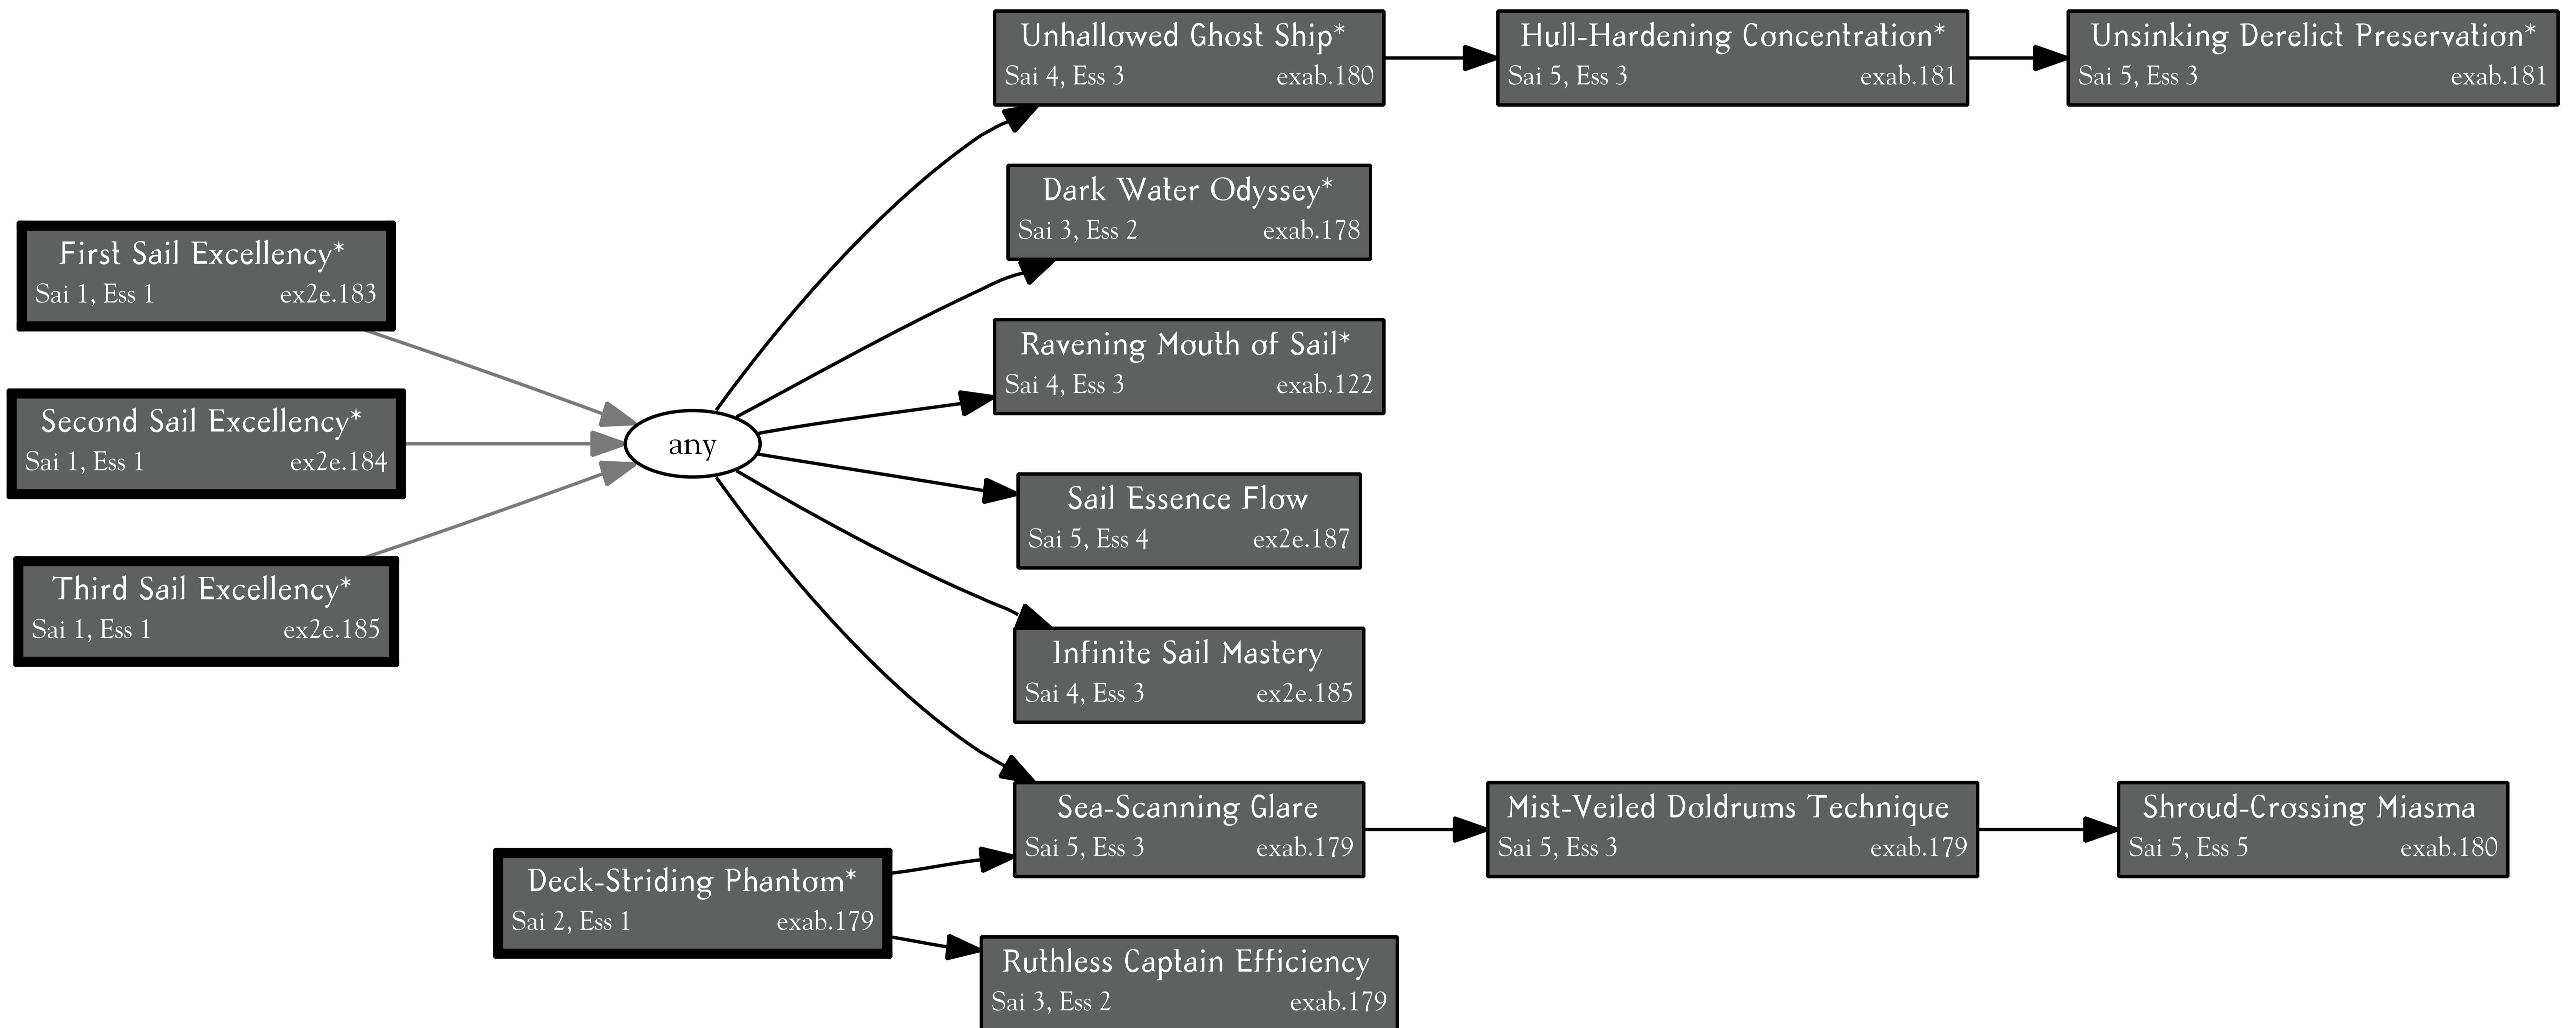 Unhallowed Ghost Ship*
Sai 4, Ess 3 exab.180
Hull-Hardening Concentration*
Sai 5, Ess 3 exab.181
Unsinking Derelict Preservation*
Sai 5, Ess 3 exab.181
Dark Water Odyssey*
Sai 3, Ess 2 exab.178
First Sail Excellency*
Sai 1, Ess 1 ex2e.183
Ravening Mouth of Sail*
Sai 4, Ess 3 exab.122
Second Sail Excellency*
Sai 1, Ess 1 ex2e.184
any
Sail Essence Flow
Sai 5, Ess 4 ex2e.187
Third Sail Excellency*
Sai 1, Ess 1 ex2e.185
Infinite Sail Mastery
Sai 4, Ess 3 ex2e.185
Sea-Scanning Glare
Sai 5, Ess 3 exab.179
Mist-Veiled Doldrums Technique
Sai 5, Ess 3 exab.179
Shroud-Crossing Miasma
Sai 5, Ess 5 exab.180
Deck-Striding Phantom*
Sai 2, Ess 1 exab.179
Ruthless Captain Efficiency
Sai 3, Ess 2 exab.179